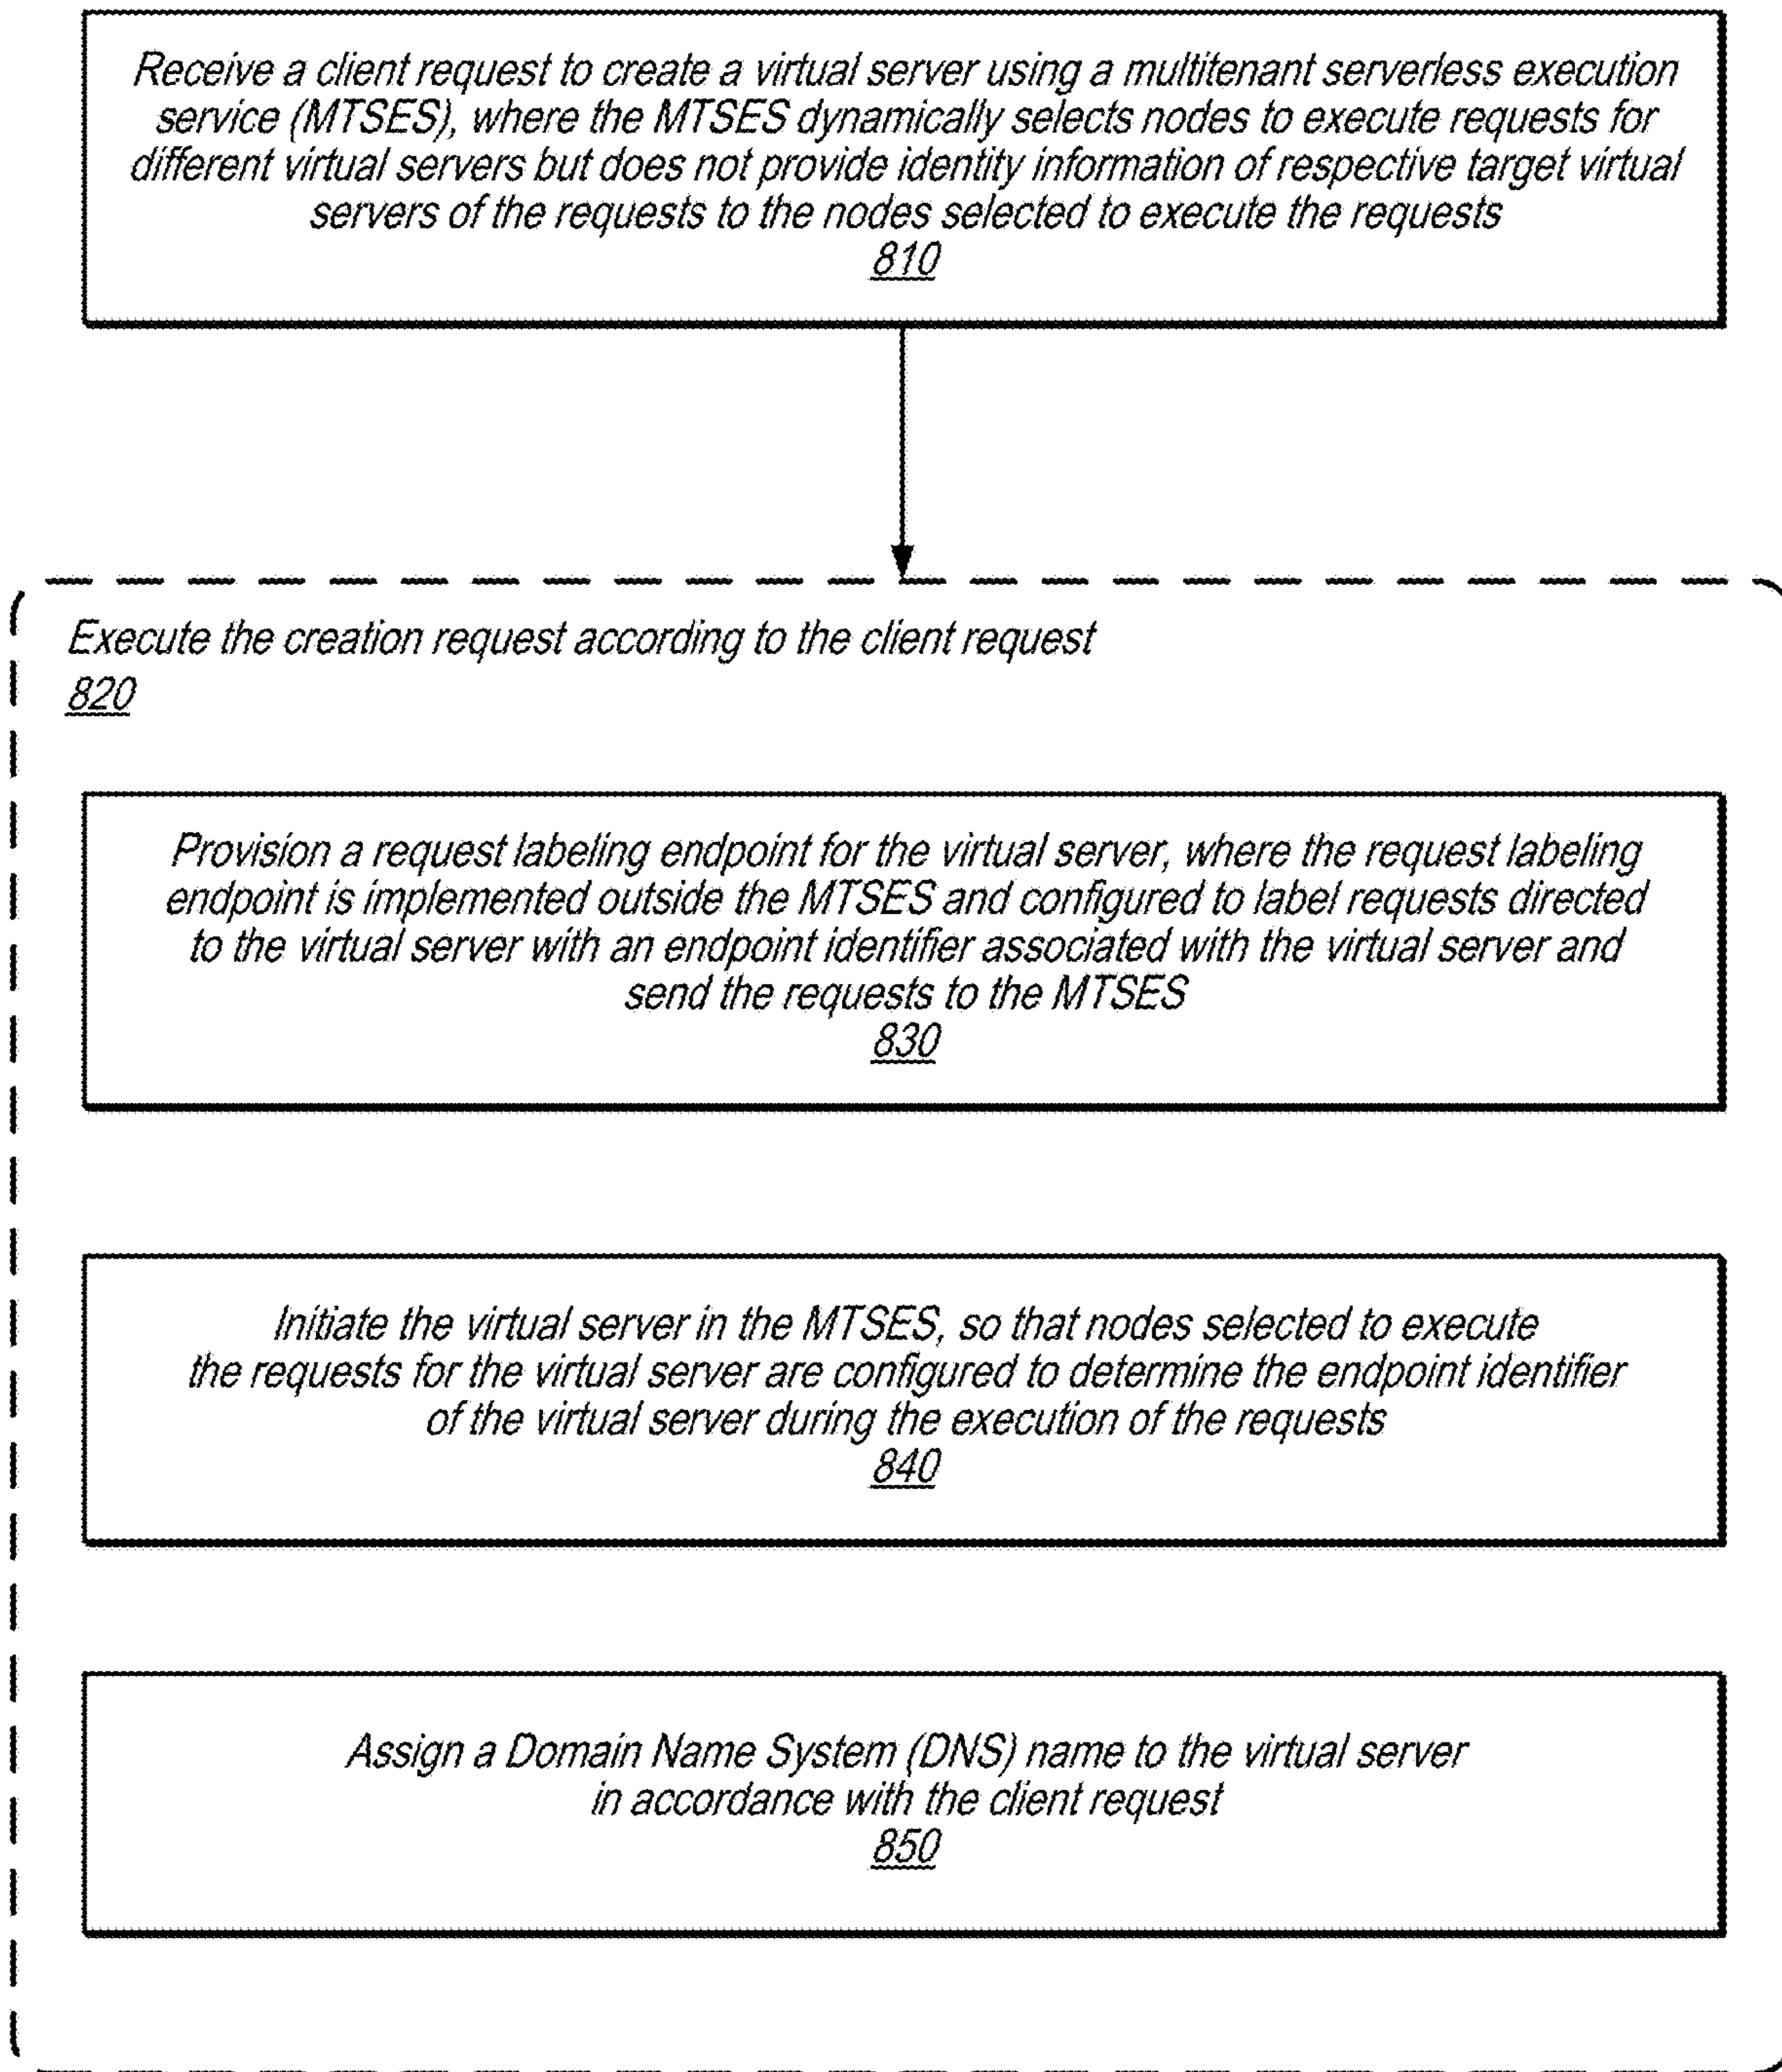 Receive a client request to create a virtual server using a multitenant serverless execution
service (MTSES), where the MTSES dynamically selects nodes to execute requests for
different virtual servers but does not provide identity information of respective target virtual
servers of the requests to the nodes selected to execute the requests
810
Execute the creation request according to the client request
820
Provision a request labeling endpoint for the virtual server, where the request labeling
endpoint is implemented outside the MTSES and configured to label requests directed
to the virtual server with an endpoint identifier associated with the virtual server and
send the requests to the MTSES
830
Initiate the virtual server in the MTSES, so that nodes selected to execute
the requests for the virtual server are configured to determine the endpoint identifier
of the virtual server during the execution of the requests
840
Assign a Domain Name System (DNS) name to the virtual server
in accordance with the client request
850